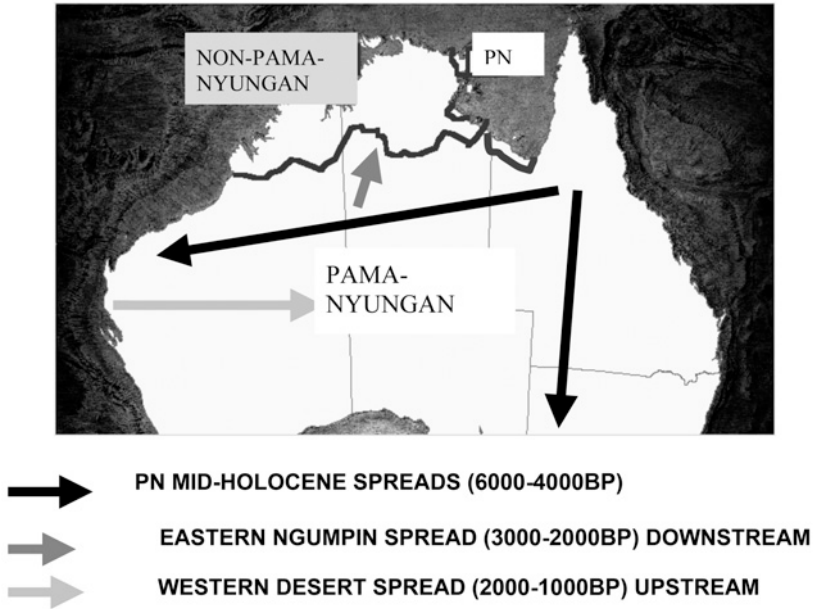 NON-PAMA-
NYUNGAN
PN
PAMA-
NYUNGAN
PN MID-HOLOCENE SPREADS (6000-4000BP)
EASTERN NGUMPIN SPREAD (3000-2000BP) DOWNSTREAM
WESTERN DESERT SPREAD (2000-1000BP) UPSTREAM